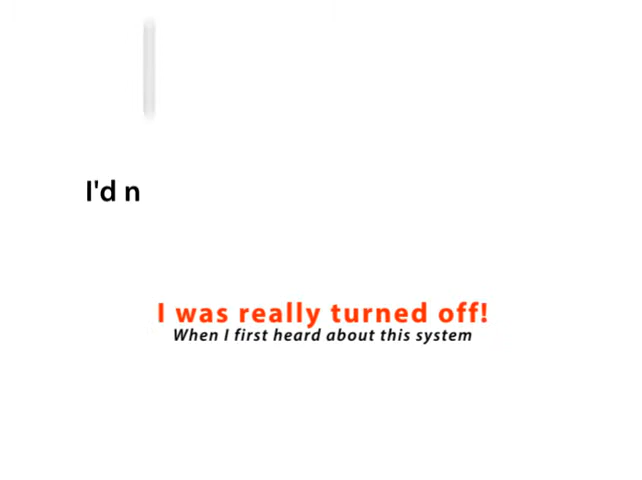 I'd n
I was really turned off!
When I first heard about this system